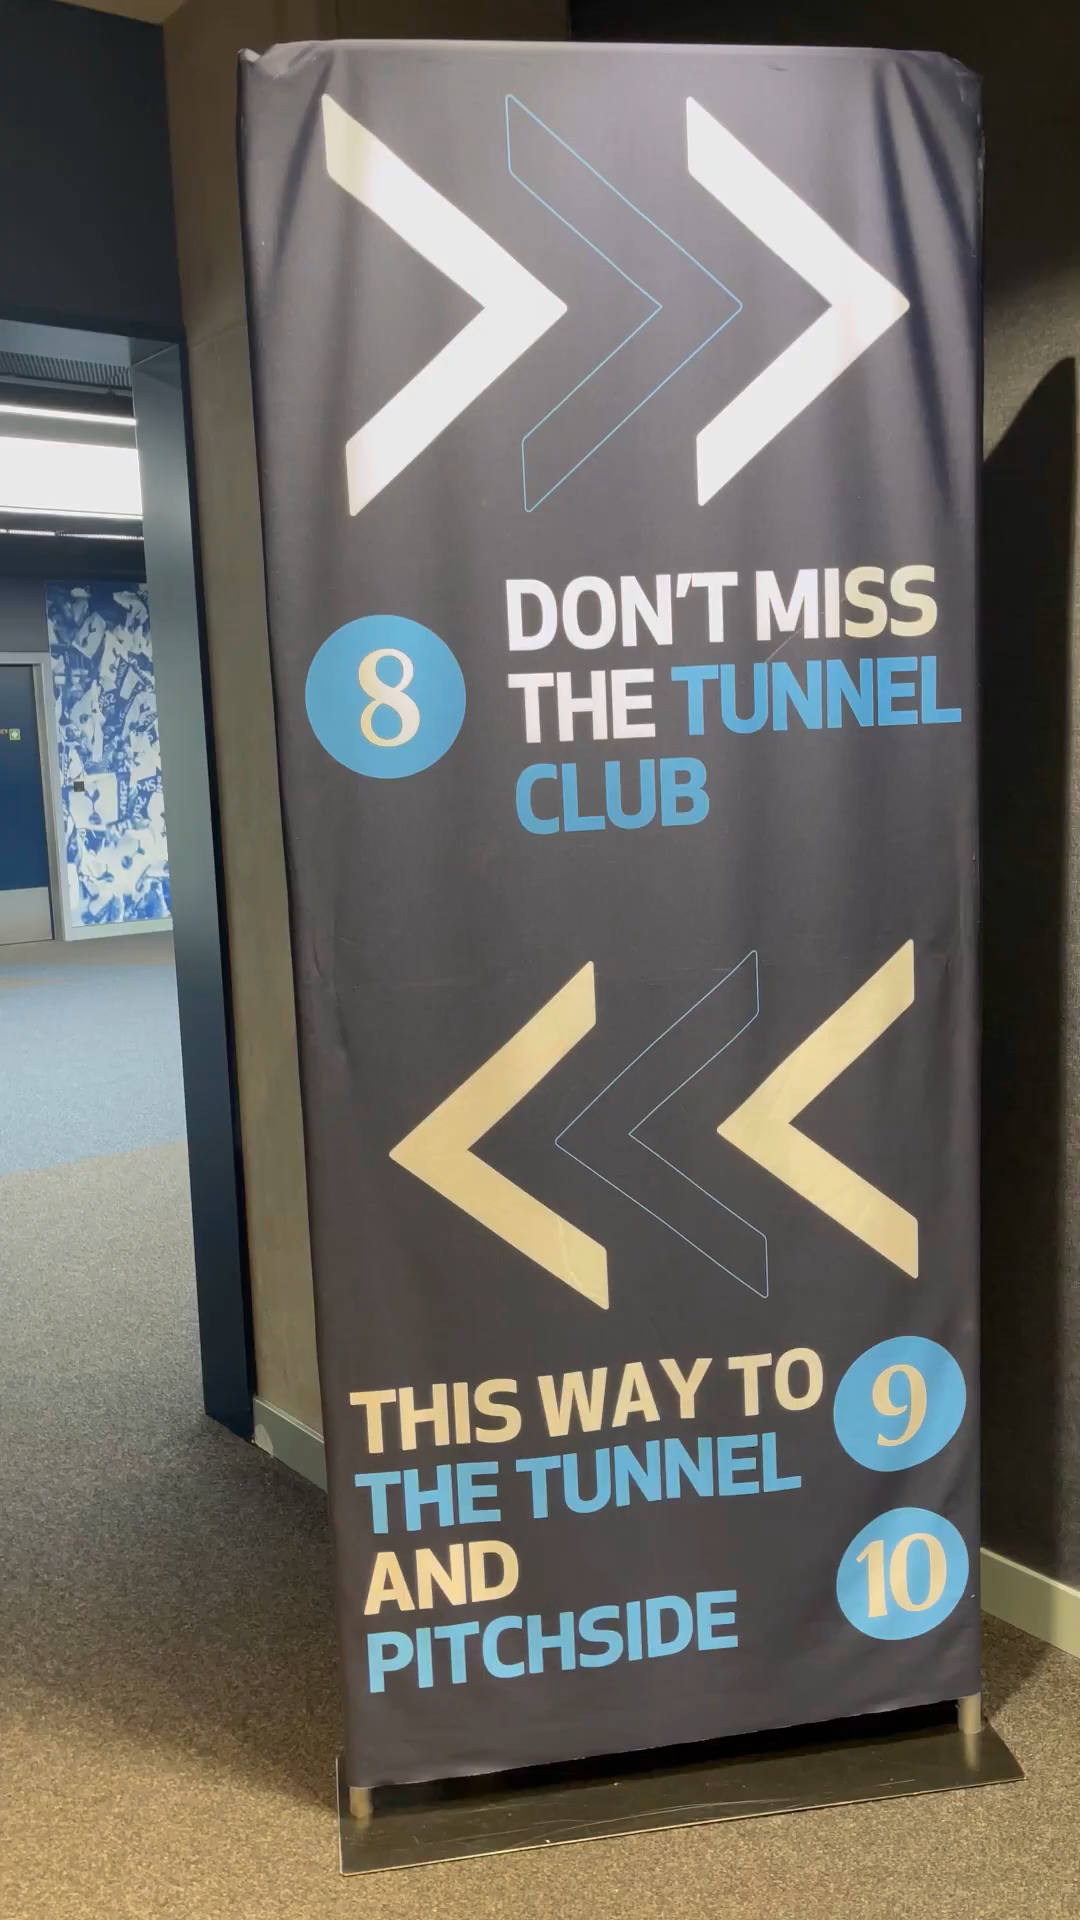 8
DON'T MISS
THE TUNNEL
CLUB
THIS WAY TO
THE TUNNEL
AND
PITCHSIDE
9
10